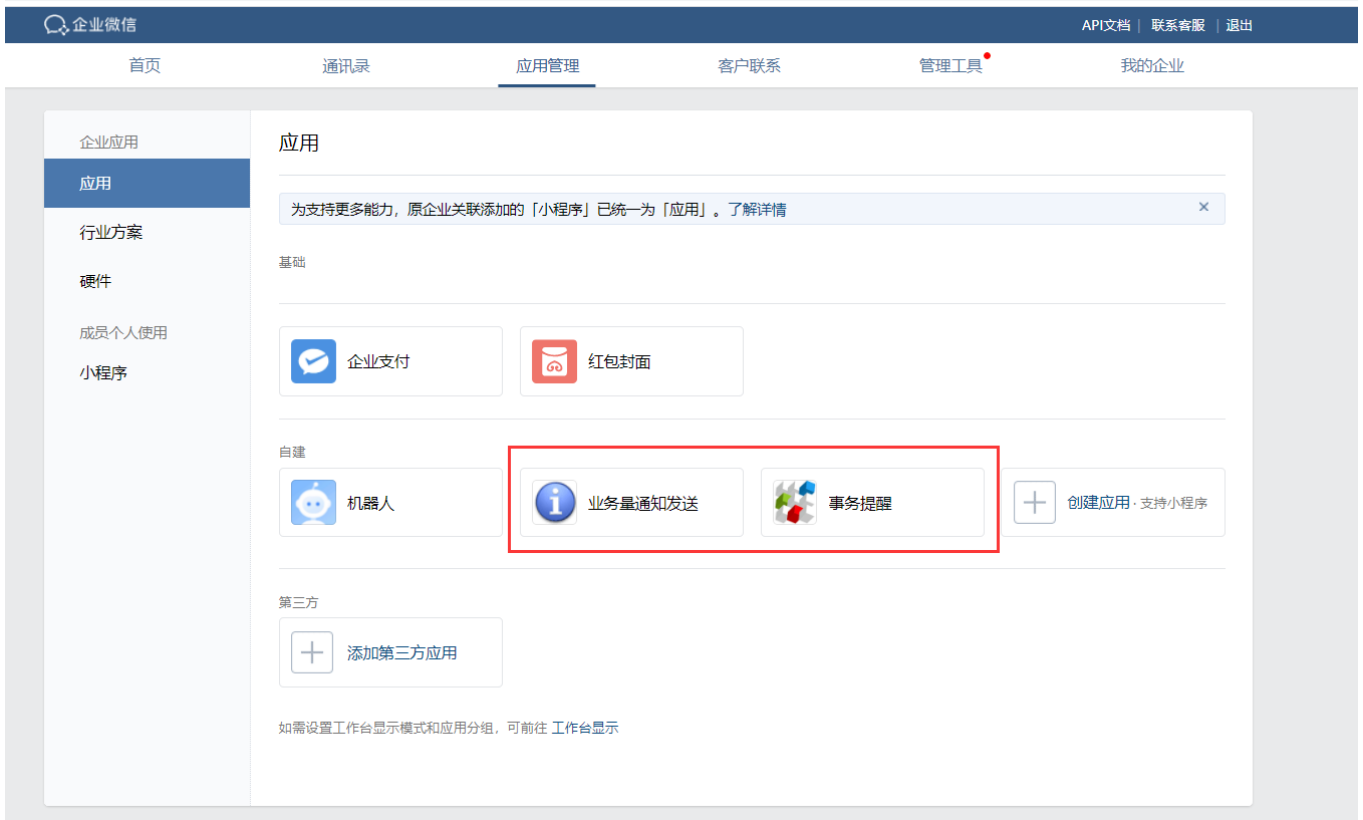 企业微信
API文档 | 联系客服 | 退出
首页 通讯录 应用管理 客户联系 管理工具 我的企业
企业应用
应用
行业方案
硬件
成员个人使用
小程序
应用
为支持更多能力，原企业关联添加的「小程序」已统一为「应用」。了解详情 ×
基础
企业支付 红包封面
自建
机器人 业务量通知发送 事务提醒 创建应用 · 支持小程序
第三方
添加第三方应用
如需设置工作台显示模式和应用分组，可前往 工作台显示